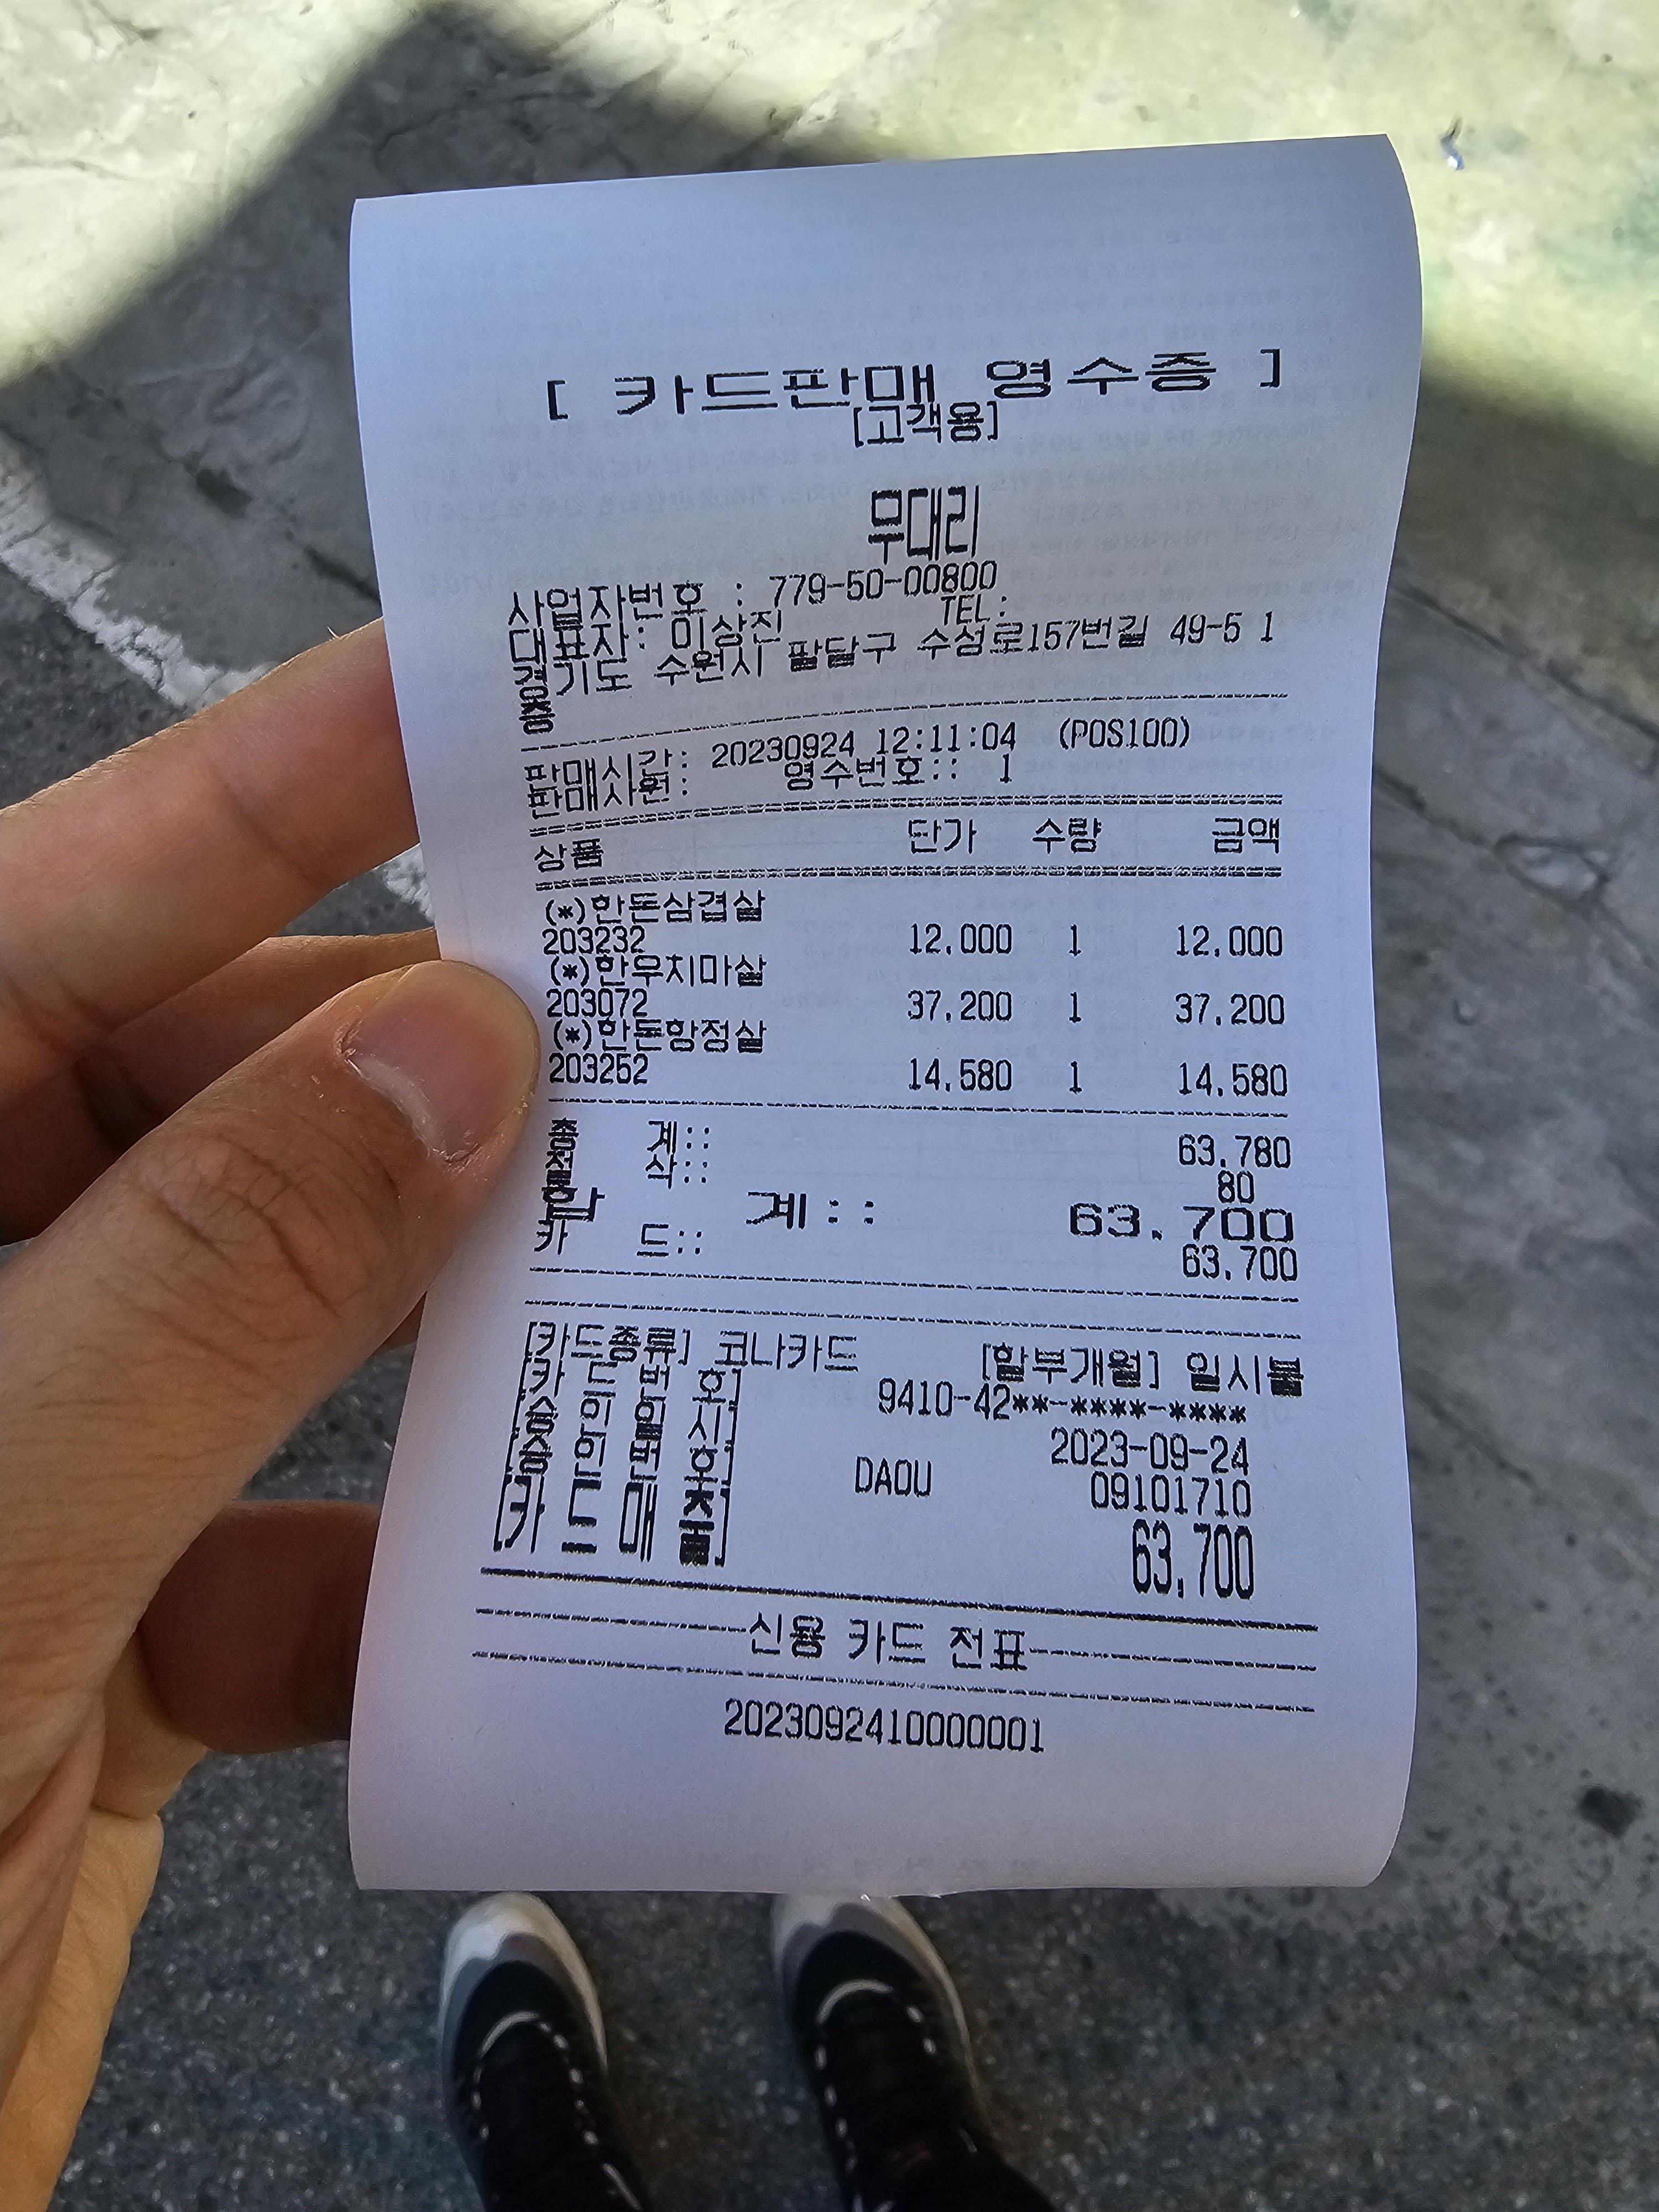 [ 카드판매 영수증 ]
[고객용]
무대리
사업자번호 : 779-50-00800
대표자: 이상진 TEL:
경기도 수원시 팔달구 수성로157번길 49-5 1
층
판매시간: 20230924 12:11:04 (POS100)
판매사원: 영수번호:: 1
상품 단가 수량 금액
(*)한돈삼겹살
203232 12,000 1 12,000
(*)한우치마살
203072 37,200 1 37,200
(*)한돈항정살
203252 14,580 1 14,580
총 계:: 63,780
절 삭:: 80
합 계:: 63,700
카 드:: 63,700
[카드종류] 코나카드 [할부개월] 일시불
[카 드 번 호] 9410-42**-****-****
[승 인 일 시] 2023-09-24
[승 인 번 호] DAOU 09101710
[카 드 매 출] 63,700
신용 카드 전표
2023092410000001